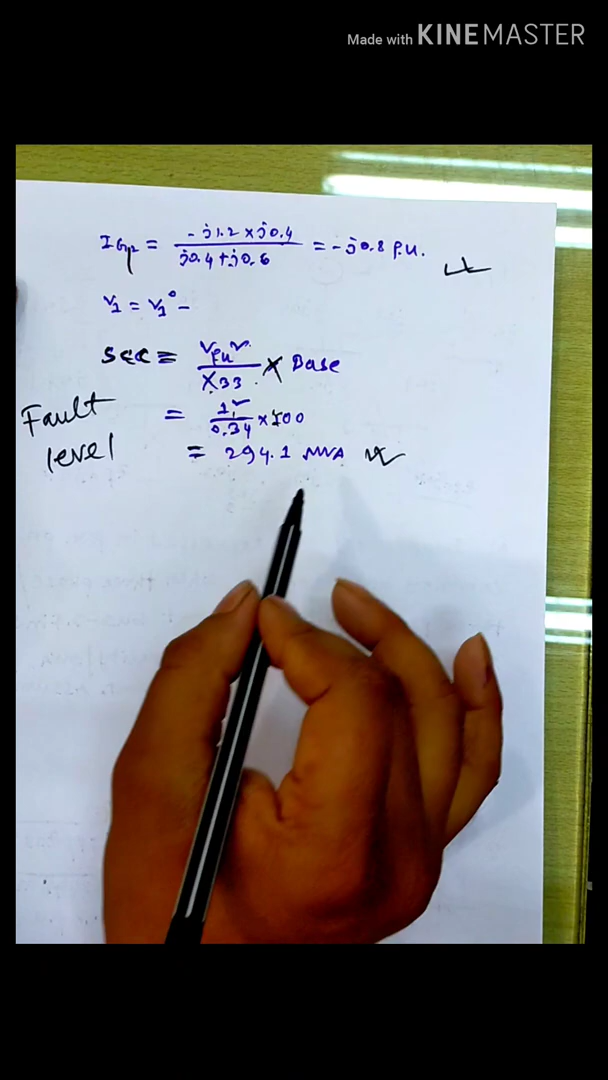 Made with KINEMASTER
IGp2 = -j1.2 x j0.4 / j0.4 + j0.6 = -j0.8 P.u.
V1 = V1° -
SCC = Vpu² / X33 x Base
Fault level = 1² / 0.34 x 100
= 294.1 MVA